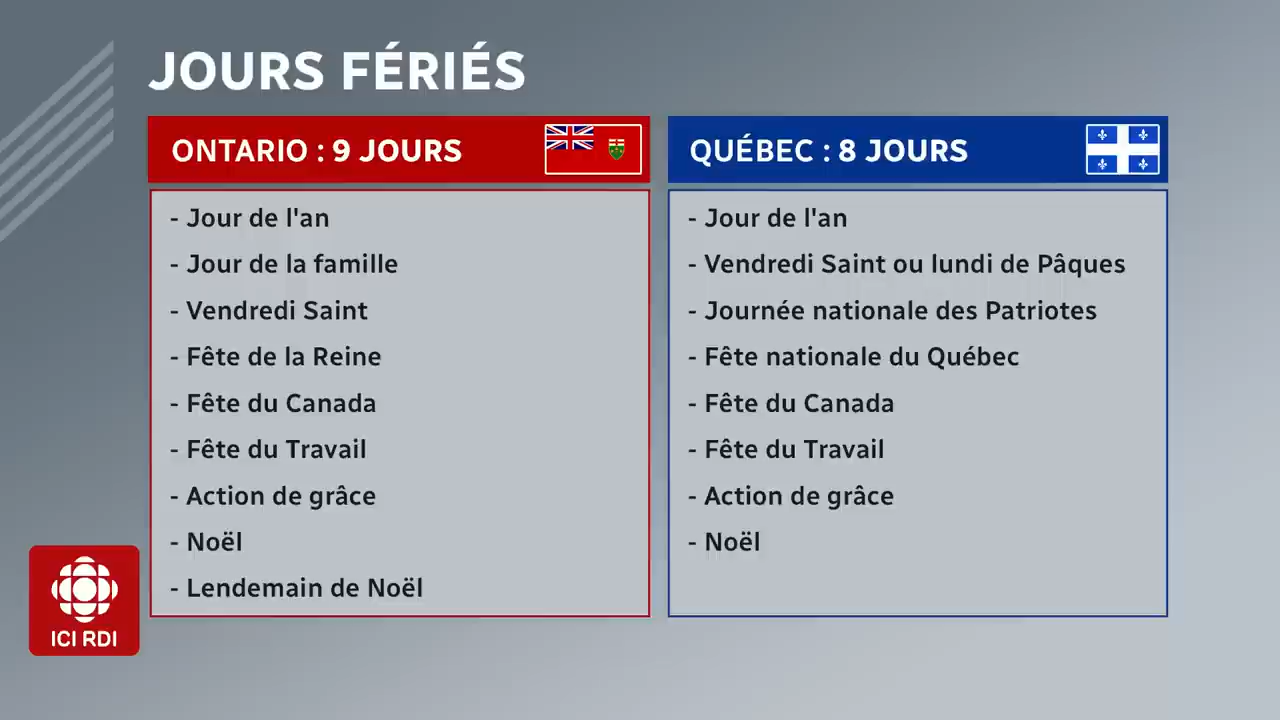 JOURS FÉRIÉS
ONTARIO : 9 JOURS
- Jour de l'an
- Jour de la famille
- Vendredi Saint
- Fête de la Reine
- Fête du Canada
- Fête du Travail
- Action de grâce
- Noël
- Lendemain de Noël
QUÉBEC : 8 JOURS
- Jour de l'an
- Vendredi Saint ou lundi de Pâques
- Journée nationale des Patriotes
- Fête nationale du Québec
- Fête du Canada
- Fête du Travail
- Action de grâce
- Noël
ICI RDI